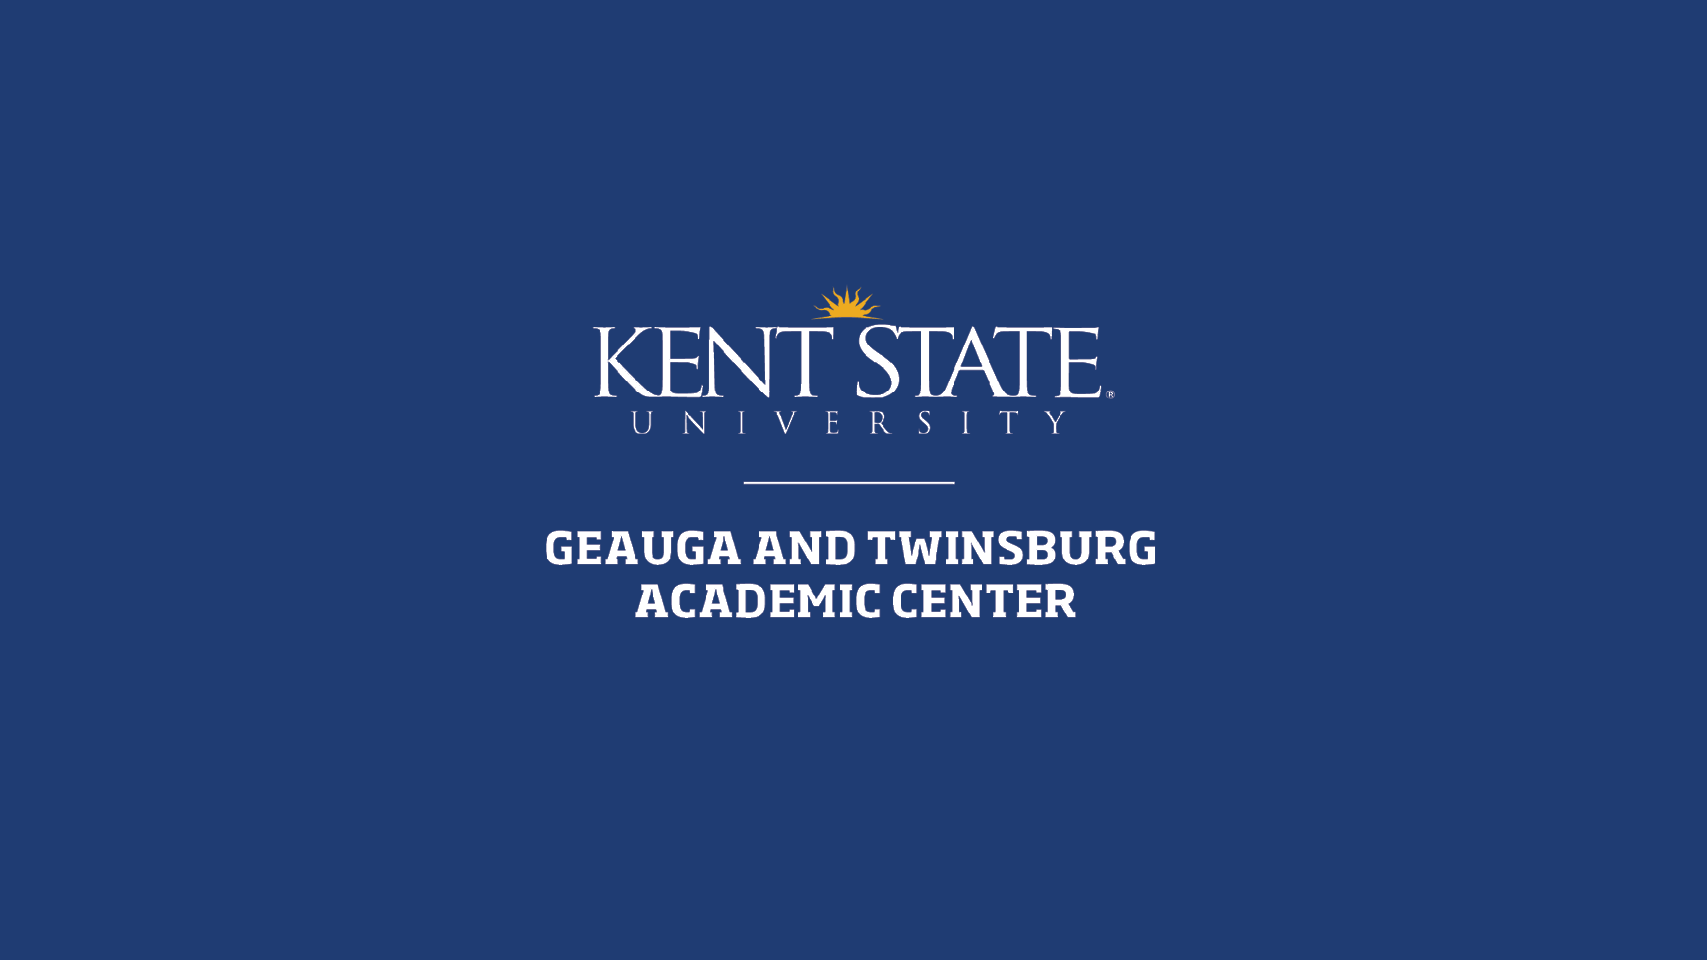 KENT STATE®
UNIVERSITY
GEAUGA AND TWINSBURG
ACADEMIC CENTER